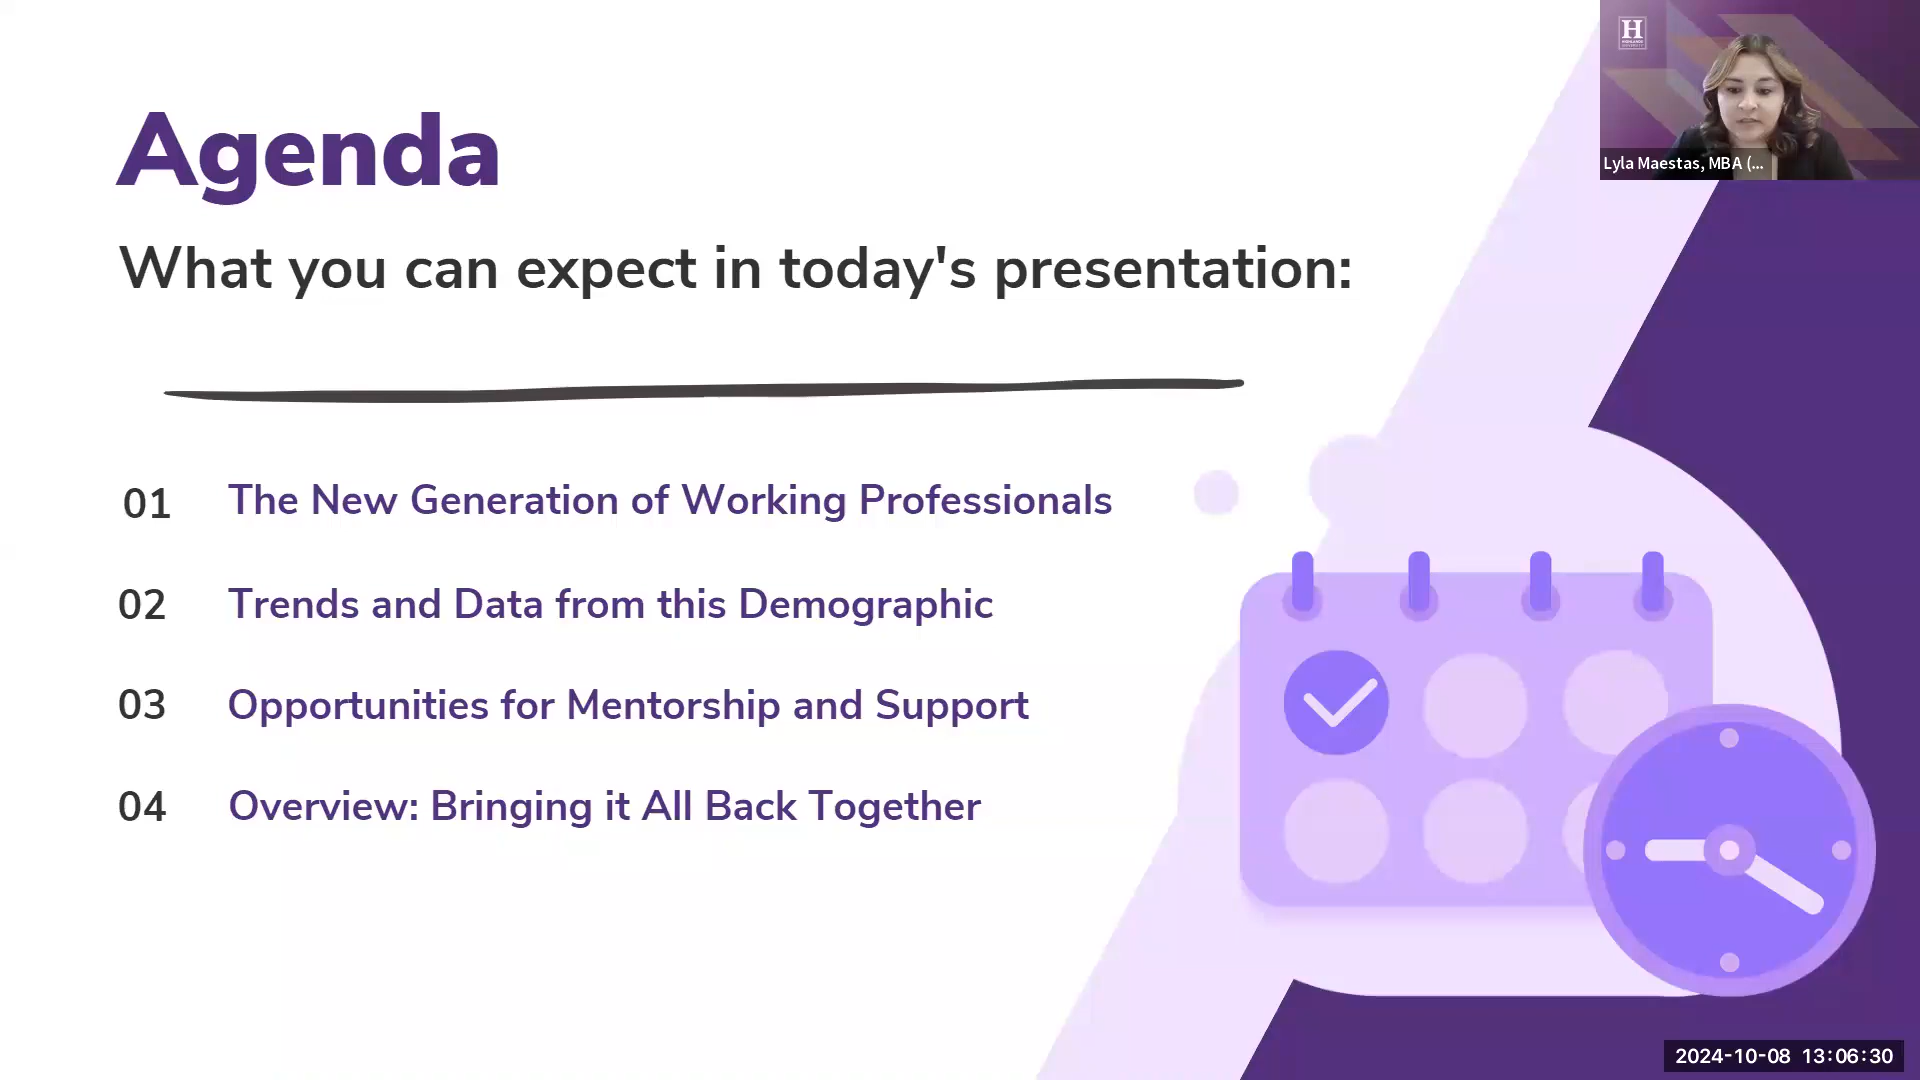 Agenda
What you can expect in today's presentation:
01 The New Generation of Working Professionals
02 Trends and Data from this Demographic
03 Opportunities for Mentorship and Support
04 Overview: Bringing it All Back Together
H
Lyla Maestas, MBA (...
2024-10-08 13:06:30